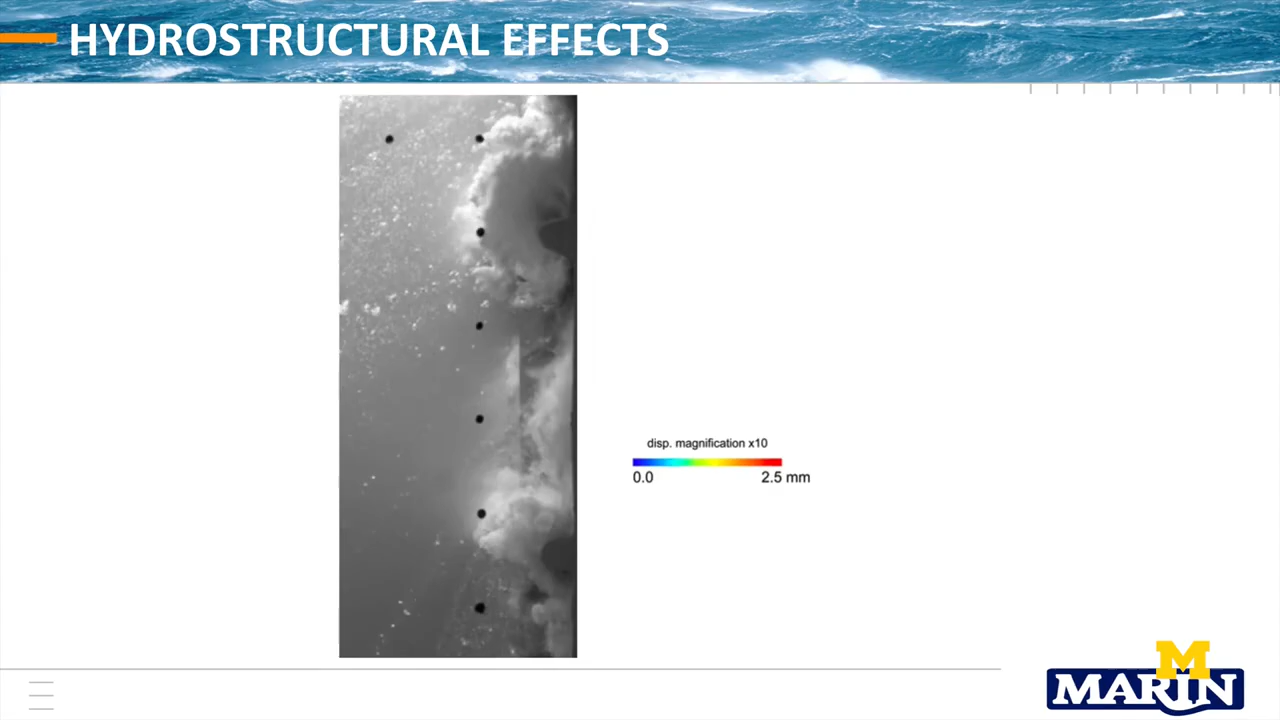 HYDROSTRUCTURAL EFFECTS
disp. magnification x10
0.0 2.5 mm
M
MARIN